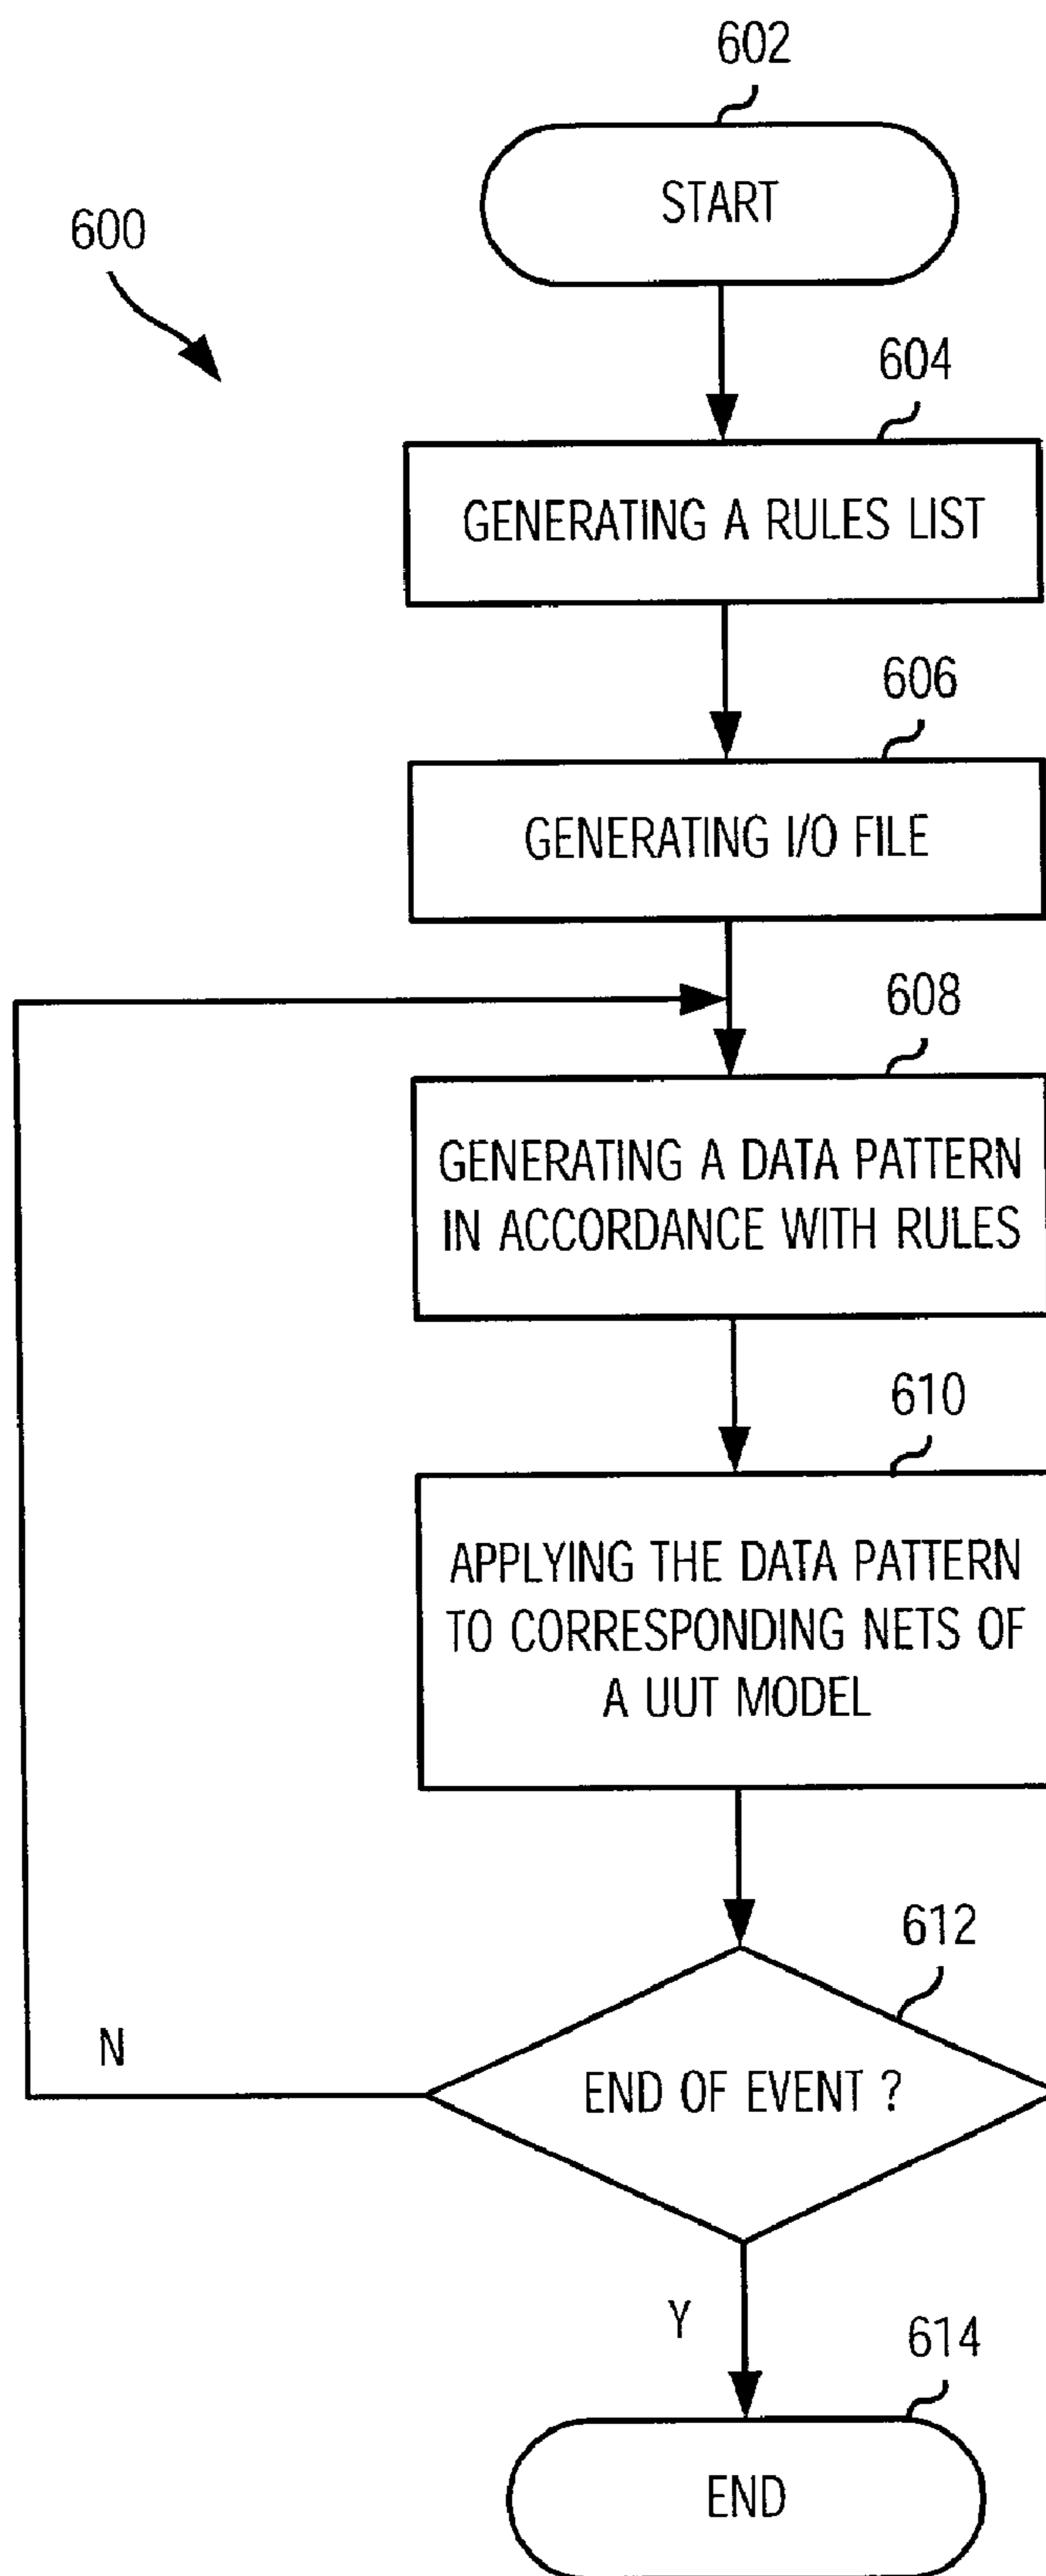 602
START
600
604
GENERATING A RULES LIST
606
GENERATING I/O FILE
608
GENERATING A DATA PATTERN
IN ACCORDANCE WITH RULES
610
APPLYING THE DATA PATTERN
TO CORRESPONDING NETS OF
A UUT MODEL
612
N
END OF EVENT ?
Y
614
END